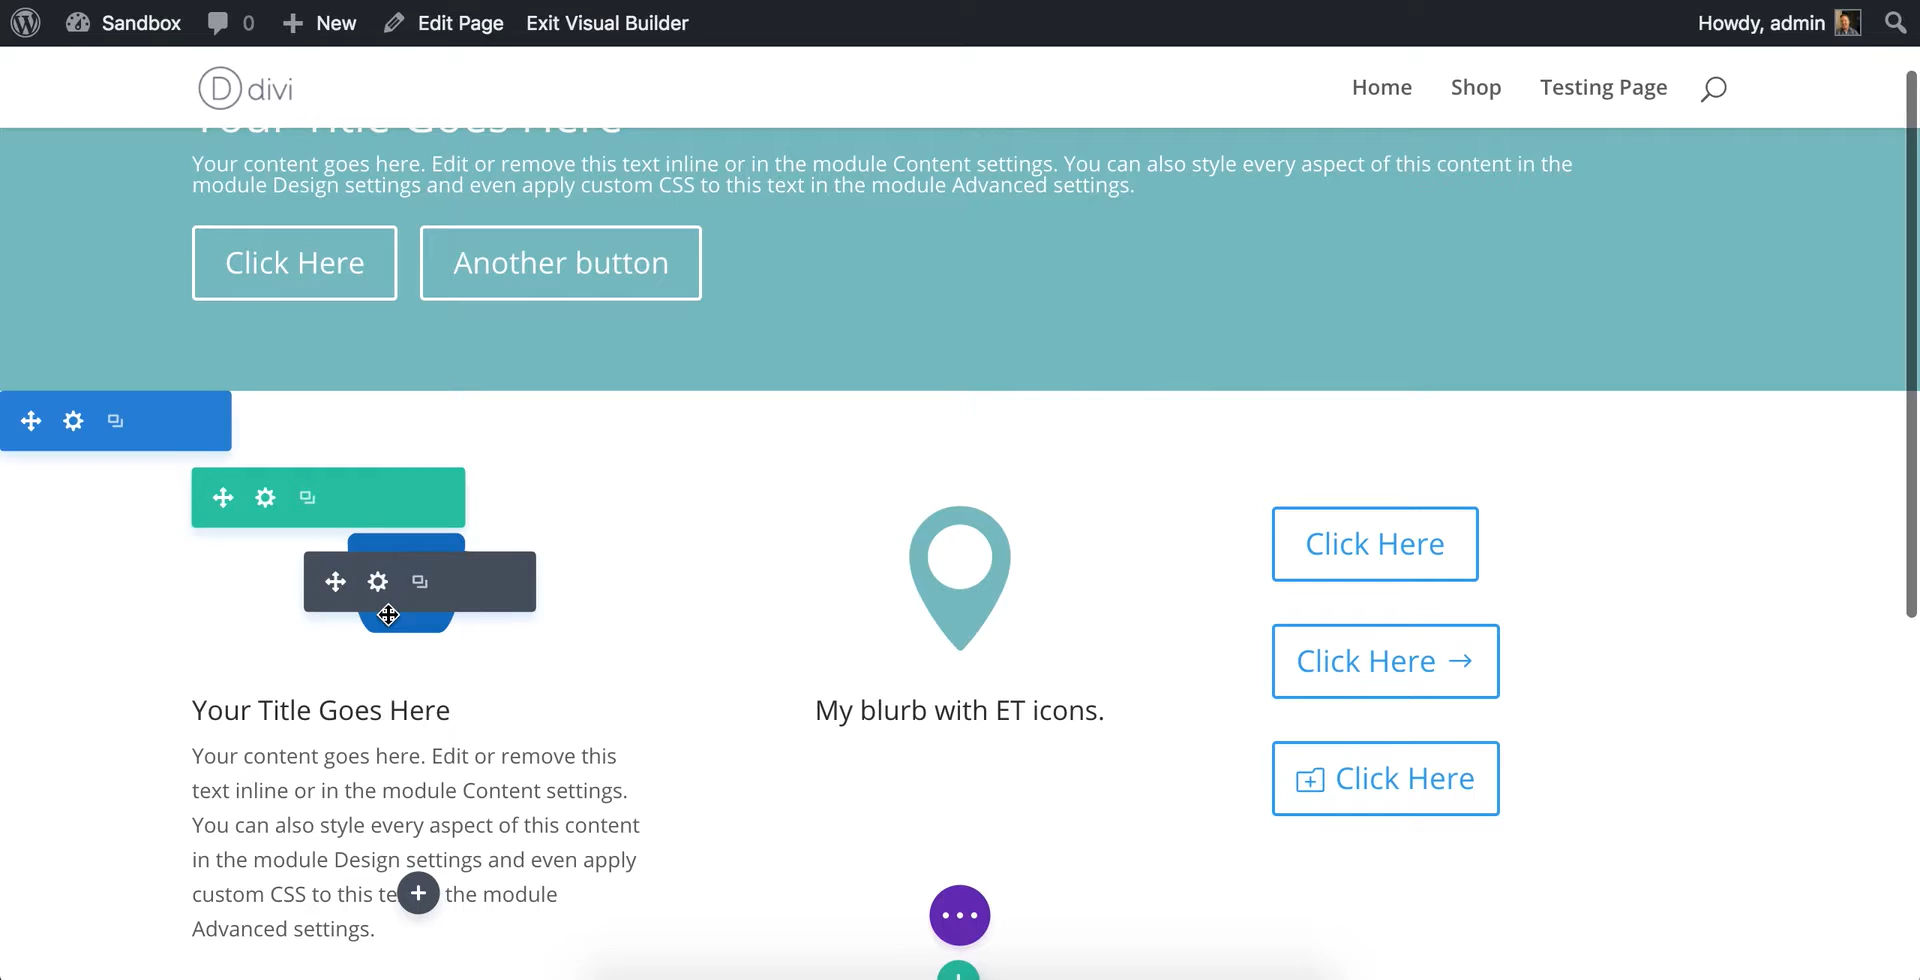 Sandbox
0
New
Edit Page
Exit Visual Builder
Howdy, admin
D divi
Home
Shop
Testing Page
Your Title Goes Here
Your content goes here. Edit or remove this text inline or in the module Content settings. You can also style every aspect of this content in the
module Design settings and even apply custom CSS to this text in the module Advanced settings.
Click Here
Another button
Click Here
Click Here
Click Here
Your Title Goes Here
My blurb with ET icons.
Your content goes here. Edit or remove this
text inline or in the module Content settings.
You can also style every aspect of this content
in the module Design settings and even apply
custom CSS to this te the module
Advanced settings.